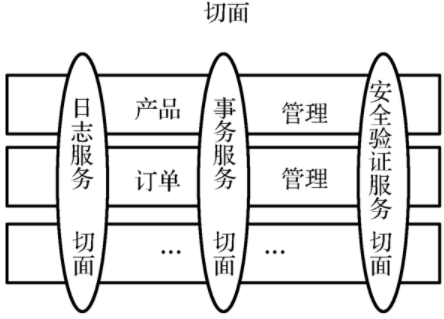 切面
日志服务 切面
产品
事务服务 切面
管理
安全验证服务 切面
订单
管理
...
...